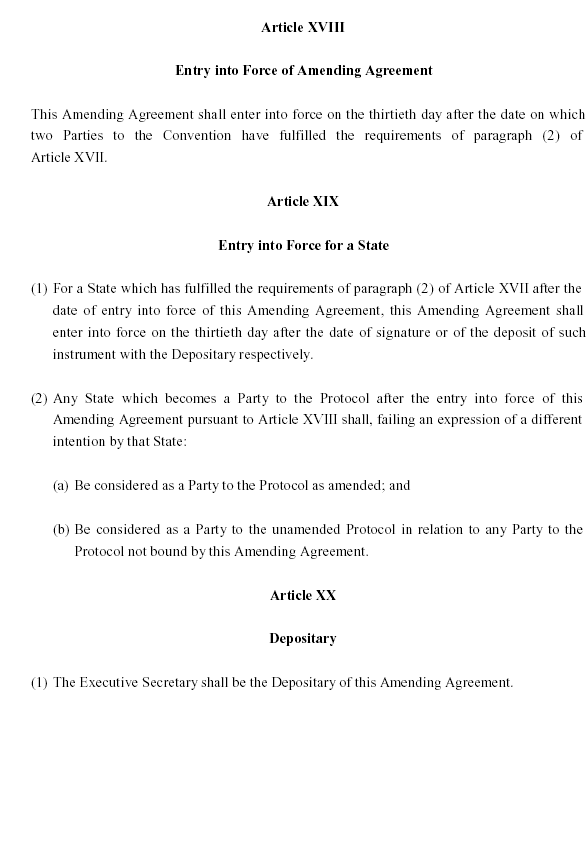 Article XVIII
Entry into Force of Amending Agreement
This Amending Agreement shall enter into force on the thirtieth day after the date on which
two Parties to the Convention have fulfilled the requirements of paragraph (2) of
Article XVII.
Article XIX
Entry into Force for a State
(1) For a State which has fulfilled the requirements of paragraph (2) of Article XVII after the
date of entry into force of this Amending Agreement, this Amending Agreement shall
enter into force on the thirtieth day after the date of signature or of the deposit of such
instrument with the Depositary respectively.
(2) Any State which becomes a Party to the Protocol after the entry into force of this
Amending Agreement pursuant to Article XVIII shall, failing an expression of a different
intention by that State:
(a) Be considered as a Party to the Protocol as amended; and
(b) Be considered as a Party to the unamended Protocol in relation to any Party to the
Protocol not bound by this Amending Agreement.
Article XX
Depositary
(1) The Executive Secretary shall be the Depositary of this Amending Agreement.